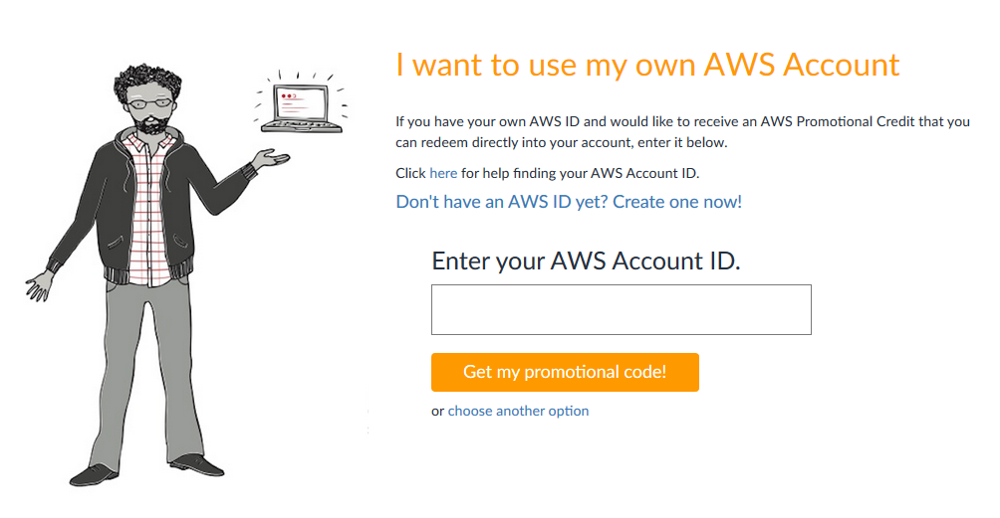 I want to use my own AWS Account
If you have your own AWS ID and would like to receive an AWS Promotional Credit that you
can redeem directly into your account, enter it below.
Click here for help finding your AWS Account ID.
Don't have an AWS ID yet? Create one now!
Enter your AWS Account ID.
Get my promotional code!
or choose another option